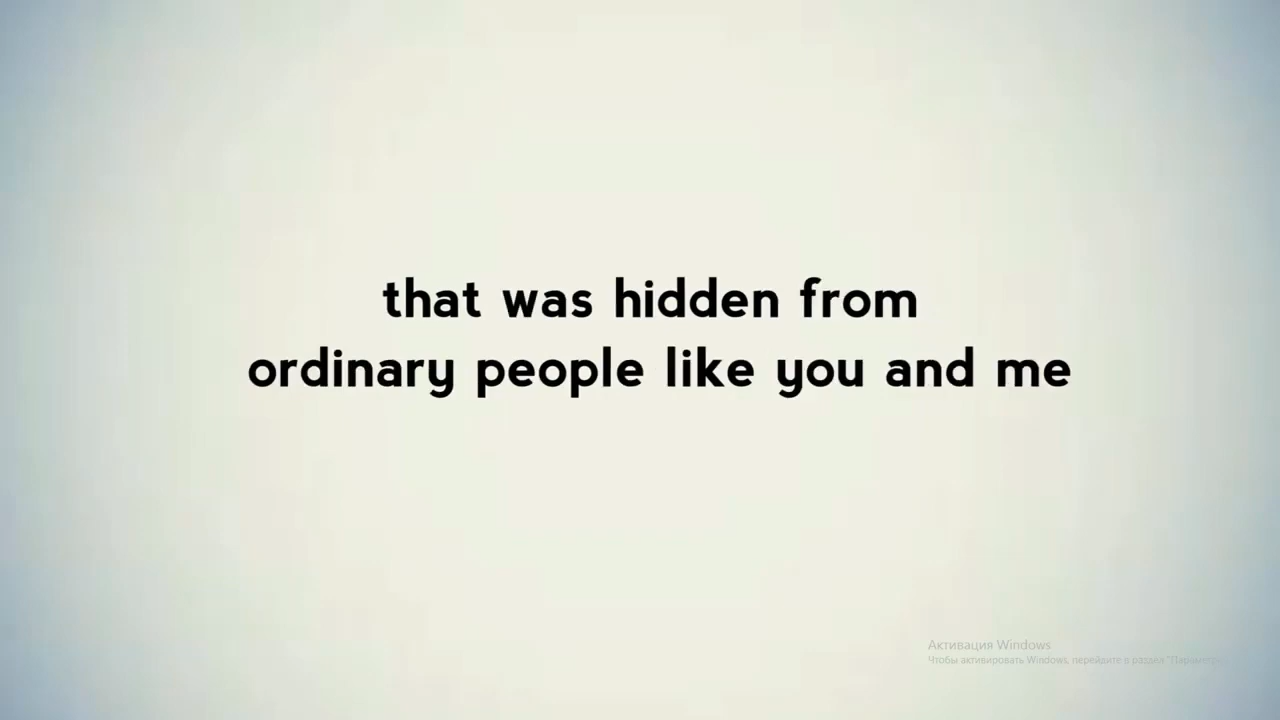 that was hidden from
ordinary people like you and me
Активация Windows
Чтобы активировать Windows, перейдите в раздел "Параметры